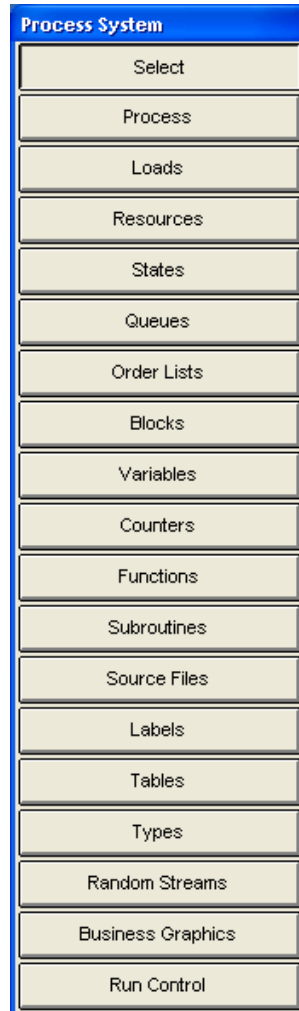 Process System
Select
Process
Loads
Resources
States
Queues
Order Lists
Blocks
Variables
Counters
Functions
Subroutines
Source Files
Labels
Tables
Types
Random Streams
Business Graphics
Run Control